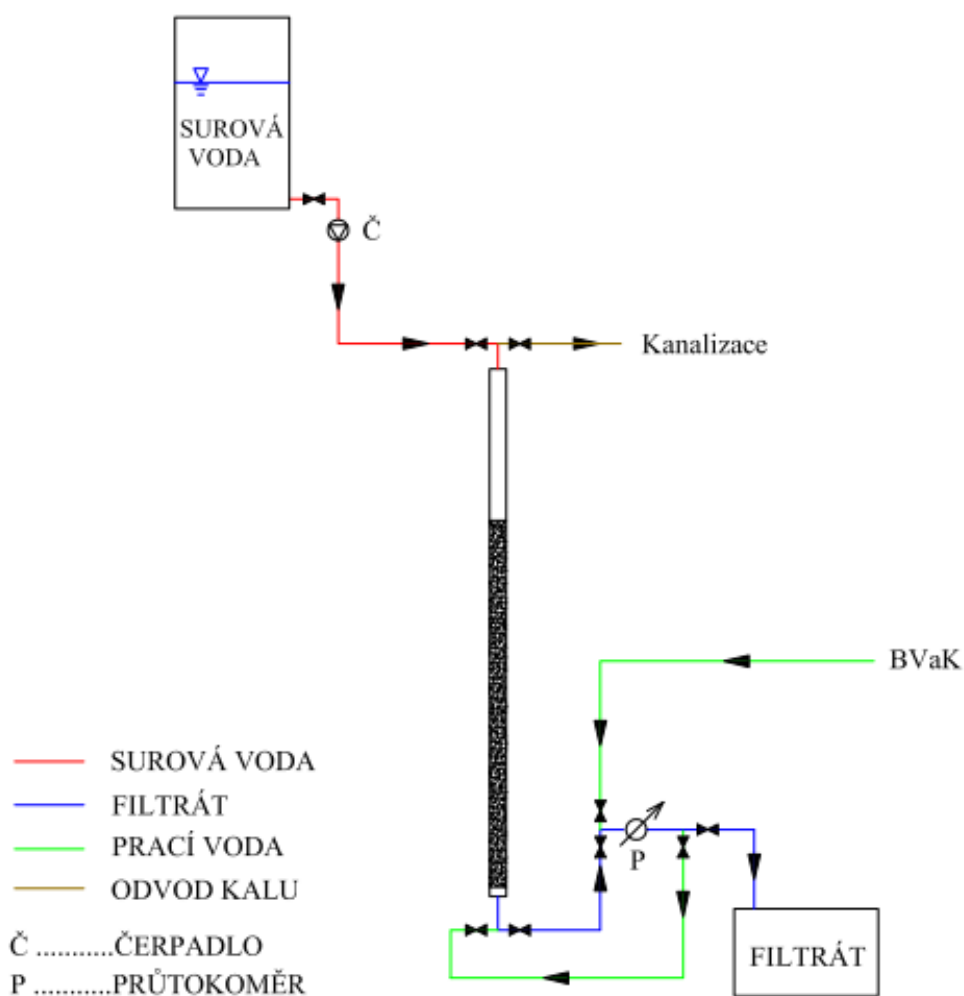 SUROVÁ
VODA
Č
Kanalizace
BVaK
SUROVÁ VODA
FILTRÁT
PRACÍ VODA
P
ODVOD KALU
Č ...........ČERPADLO
FILTRÁT
P ...........PRŮTOKOMĚR